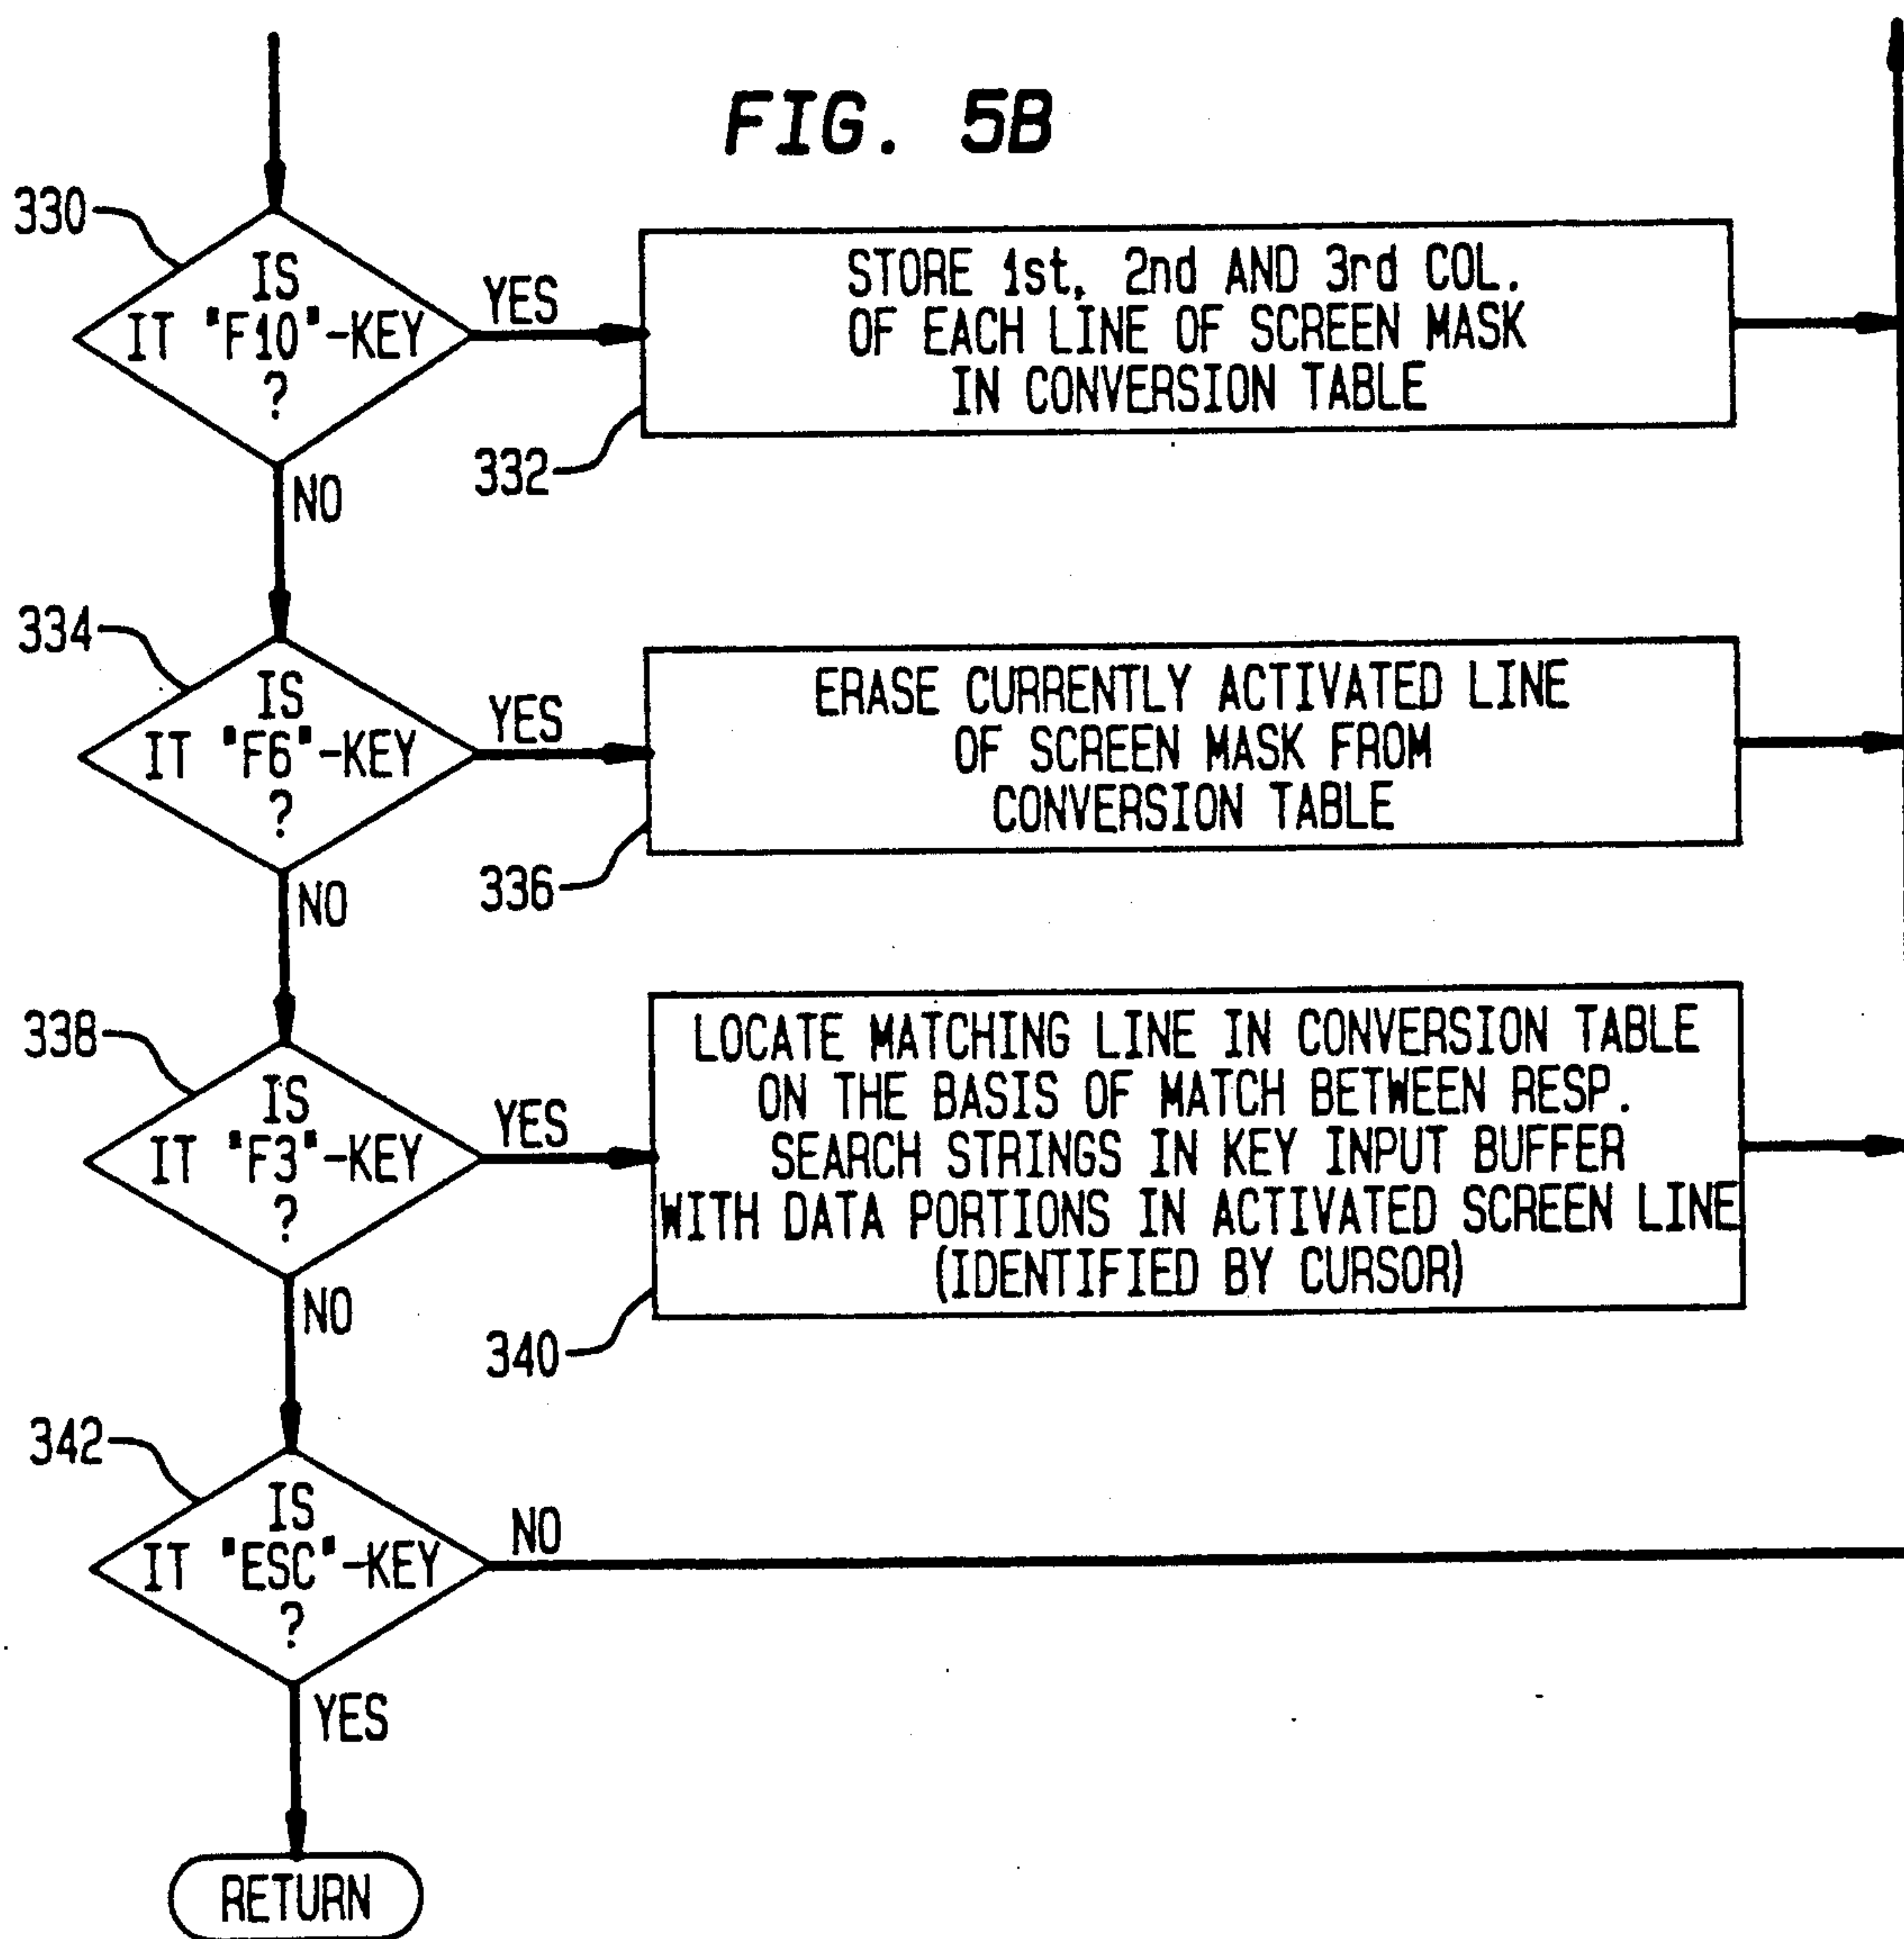 FIG. 5B
330
IS
IT "F10"-KEY
?
YES
NO
STORE 1st, 2nd AND 3rd COL.
OF EACH LINE OF SCREEN MASK
IN CONVERSION TABLE
332
334
IS
IT "F6"-KEY
?
YES
NO
ERASE CURRENTLY ACTIVATED LINE
OF SCREEN MASK FROM
CONVERSION TABLE
336
338
IS
IT "F3"-KEY
?
YES
NO
LOCATE MATCHING LINE IN CONVERSION TABLE
ON THE BASIS OF MATCH BETWEEN RESP.
SEARCH STRINGS IN KEY INPUT BUFFER
WITH DATA PORTIONS IN ACTIVATED SCREEN LINE
(IDENTIFIED BY CURSOR)
340
342
IS
IT "ESC"-KEY
?
NO
YES
RETURN